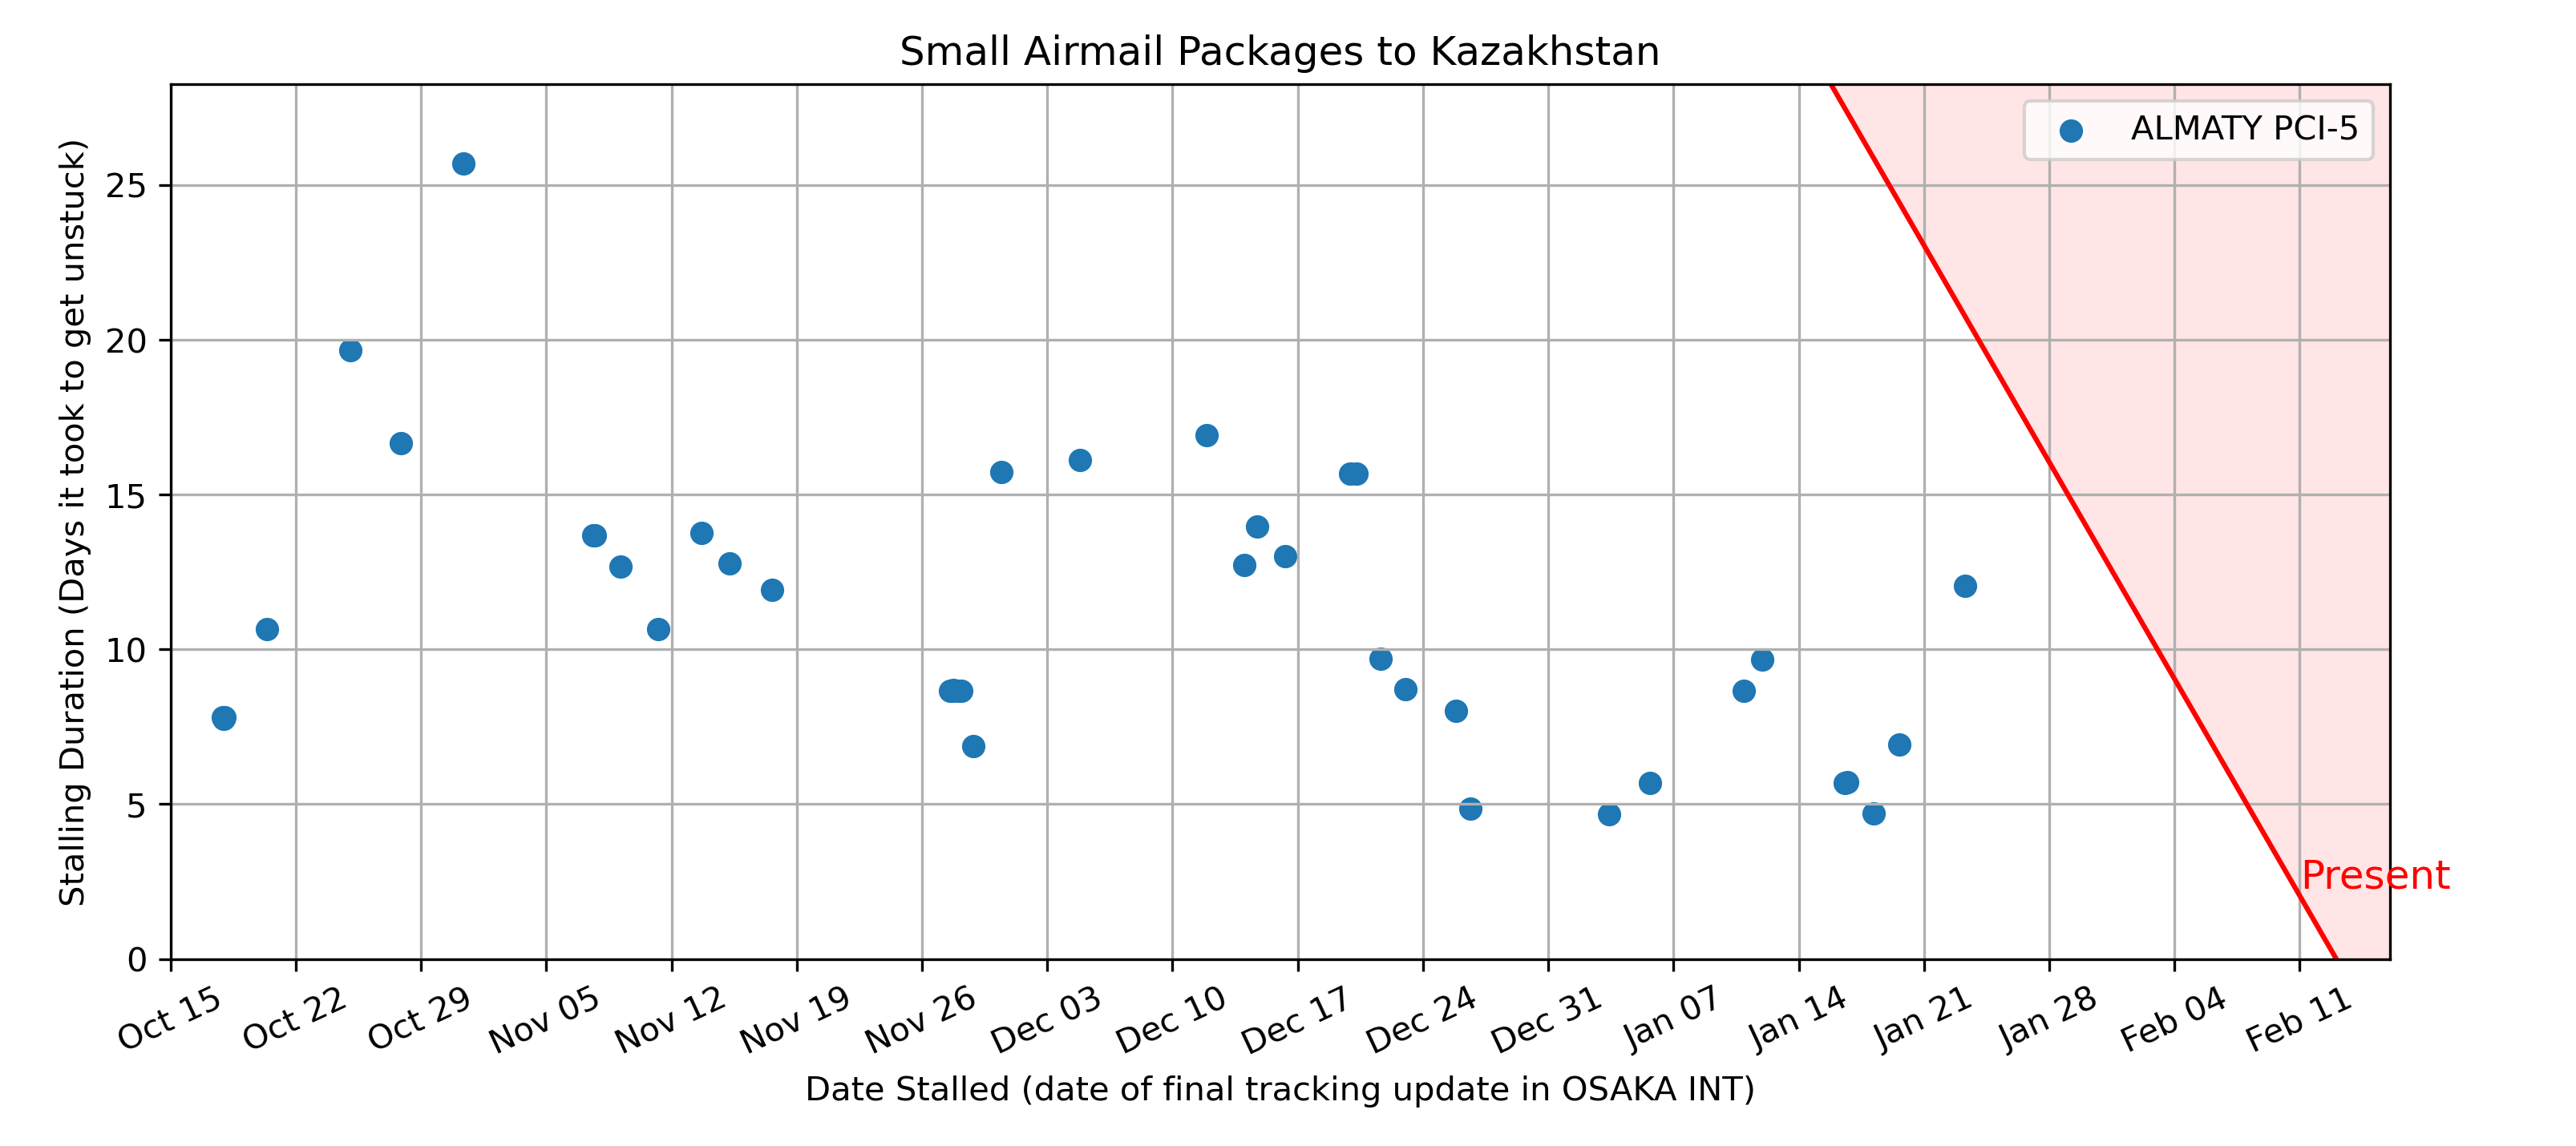 Small Airmail Packages to Kazakhstan
ALMATY PCI-5
Stalling Duration (Days it took to get unstuck)
25
20
15
10
5
0
Present
Oct 15
Oct 22
Oct 29
Nov 05
Nov 12
Nov 19
Nov 26
Dec 03
Dec 10
Dec 17
Dec 24
Dec 31
Jan 07
Jan 14
Jan 21
Jan 28
Feb 04
Feb 11
Date Stalled (date of final tracking update in OSAKA INT)